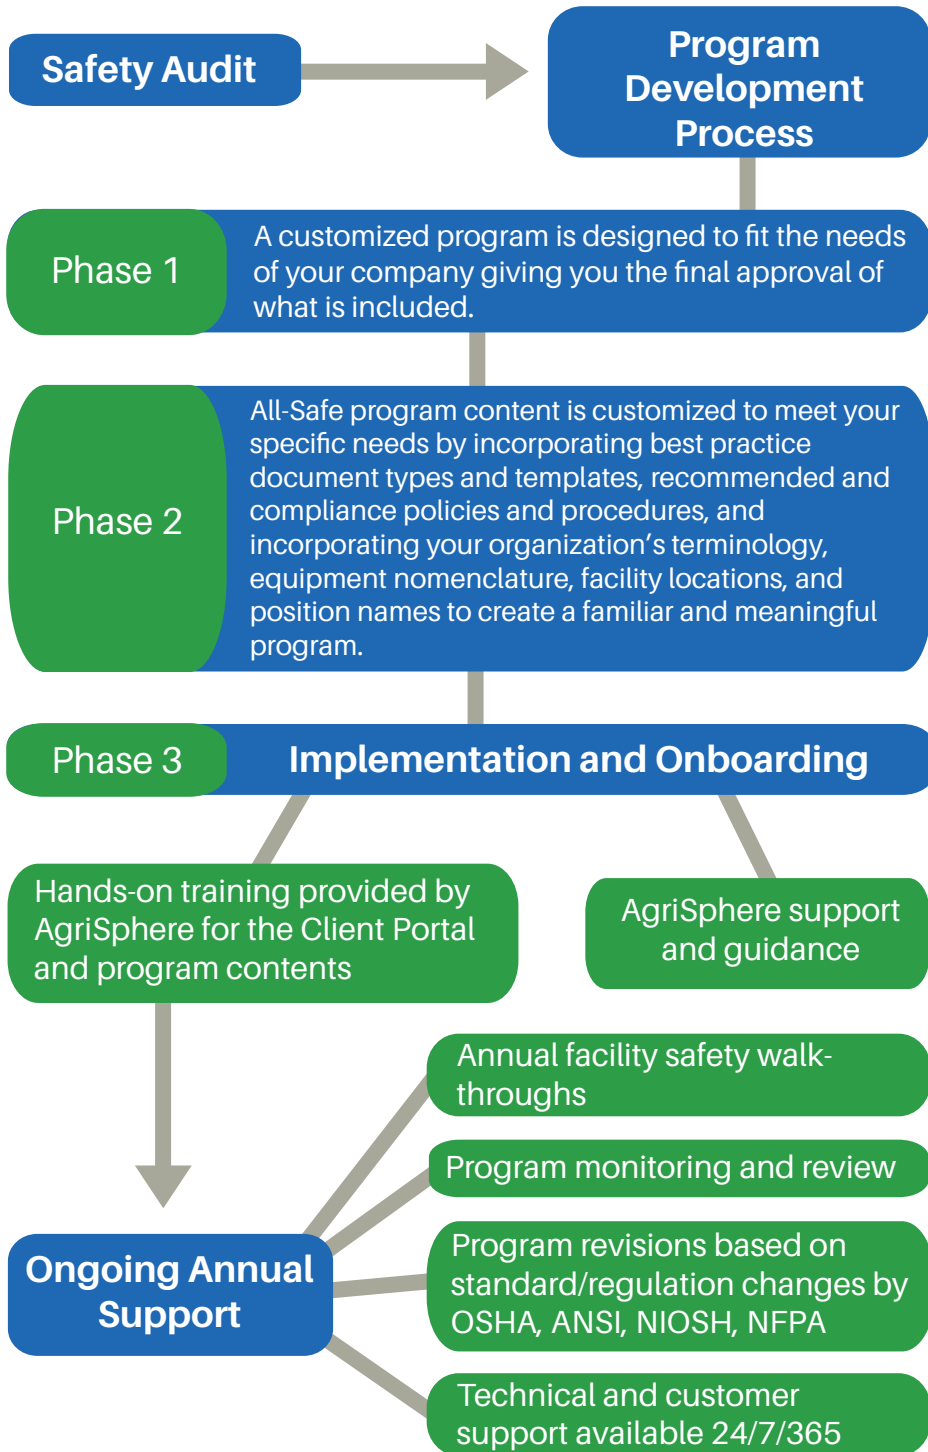 Safety Audit
Program
Development
Process
Phase 1
A customized program is designed to fit the needs
of your company giving you the final approval of
what is included.
Phase 2
All-Safe program content is customized to meet your
specific needs by incorporating best practice
document types and templates, recommended and
compliance policies and procedures, and
incorporating your organization's terminology,
equipment nomenclature, facility locations, and
position names to create a familiar and meaningful
program.
Phase 3
Implementation and Onboarding
Hands-on training provided by
AgriSphere for the Client Portal
and program contents
AgriSphere support
and guidance
Ongoing Annual
Support
Annual facility safety walk-
throughs
Program monitoring and review
Program revisions based on
standard/regulation changes by
OSHA, ANSI, NIOSH, NFPA
Technical and customer
support available 24/7/365